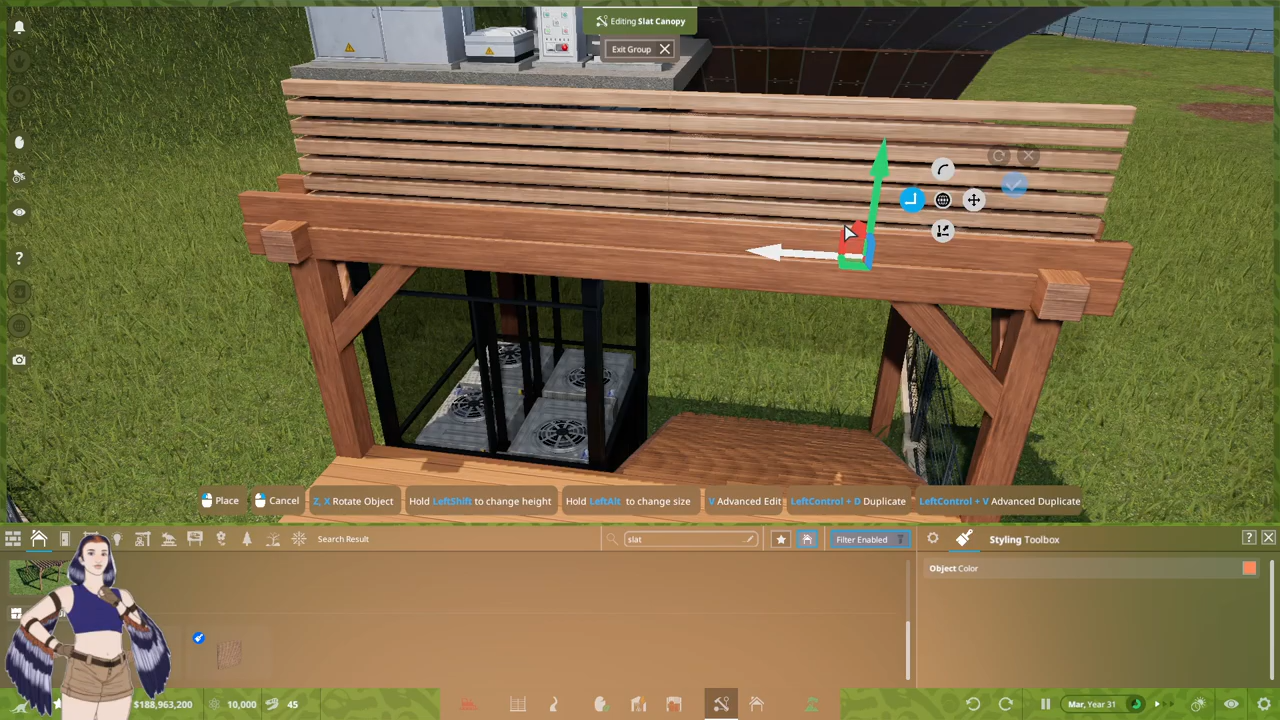 Editing Slat Canopy
Exit Group
Place
Cancel
Z, X Rotate Object
Hold LeftShift to change height
Hold LeftAlt to change size
V Advanced Edit
LeftControl + D Duplicate
LeftControl + V Advanced Duplicate
Search Result
slat
Filter Enabled
Styling Toolbox
Object Color
$188,963,200
10,000
45
Mar, Year 31